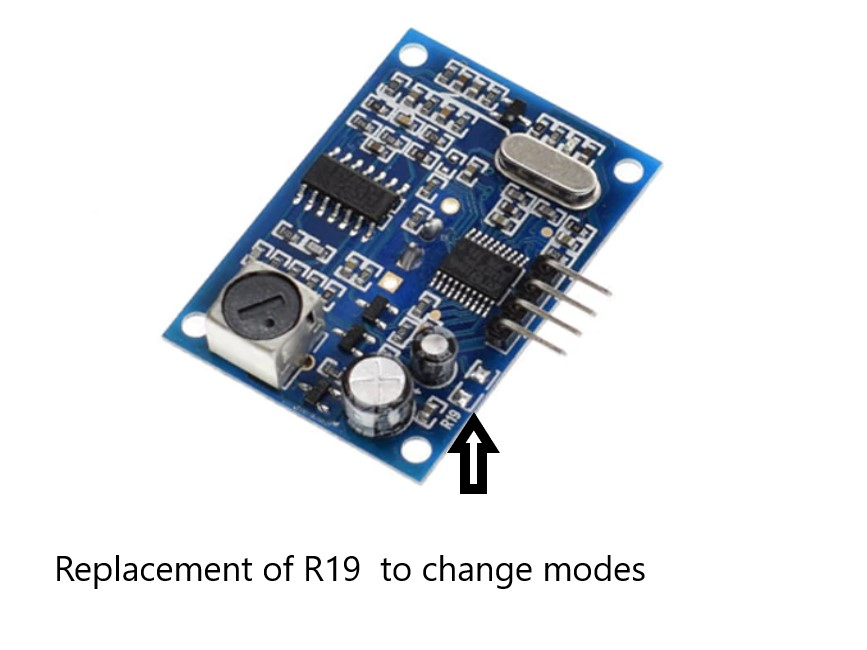 R19
Replacement of R19  to change modes